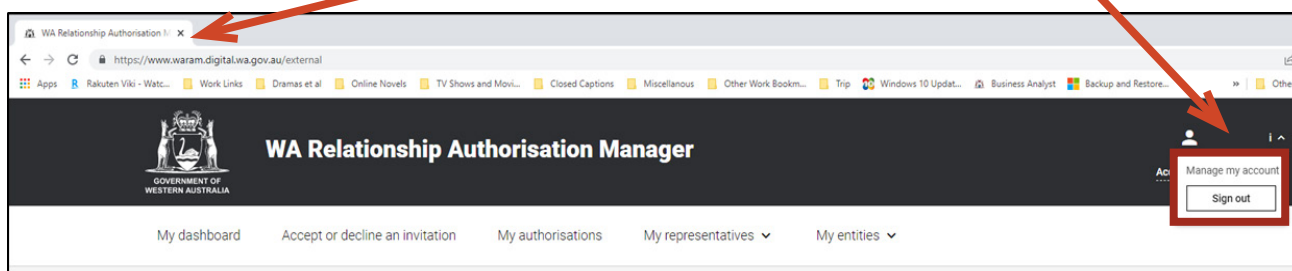 WA Relationship Authorisation M
https://www.waram.digital.wa.gov.au/external
Apps Rakuten Viki - Watc... Work Links Dramas et al Online Novels TV Shows and Movi... Closed Captions Miscellanous Other Work Bookm... Trip Windows 10 Updat... Business Analyst Backup and Restore... » Othe
GOVERNMENT OF
WESTERN AUSTRALIA
WA Relationship Authorisation Manager
i
Manage my account
Sign out
My dashboard Accept or decline an invitation My authorisations My representatives My entities